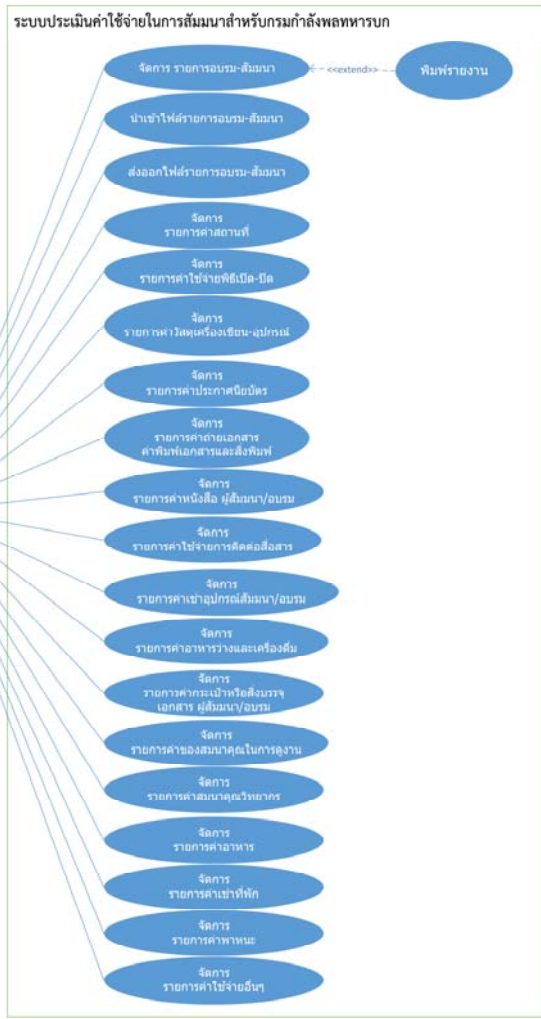 ระบบประเมินค่าใช้จ่ายในการสัมมนาสำหรับกรมกำลังพลทหารบก
จัดการ รายการอบรม-สัมมนา
<<extend>>
พิมพ์รายงาน
นำเข้าไฟล์รายการอบรม-สัมมนา
ส่งออกไฟล์รายการอบรม-สัมมนา
จัดการ
รายการค่าสถานที่
จัดการ
รายการค่าใช้จ่ายพิธีเปิด-ปิด
จัดการ
รายการค่าวัสดุเครื่องเขียน-อุปกรณ์
จัดการ
รายการค่าประกาศนียบัตร
จัดการ
รายการค่าถ่ายเอกสาร
ค่าพิมพ์เอกสารและสิ่งพิมพ์
จัดการ
รายการค่าหนังสือ ผู้สัมมนา/อบรม
จัดการ
รายการค่าใช้จ่ายการติดต่อสื่อสาร
จัดการ
รายการค่าเช่าอุปกรณ์สัมมนา/อบรม
จัดการ
รายการค่าอาหารว่างและเครื่องดื่ม
จัดการ
รายการค่ากระเป๋าหรือสิ่งบรรจุ
เอกสาร ผู้สัมมนา/อบรม
จัดการ
รายการค่าของสมนาคุณในการดูงาน
จัดการ
รายการค่าสมนาคุณวิทยากร
จัดการ
รายการค่าอาหาร
จัดการ
รายการค่าเช่าที่พัก
จัดการ
รายการค่าพาหนะ
จัดการ
รายการค่าใช้จ่ายอื่นๆ